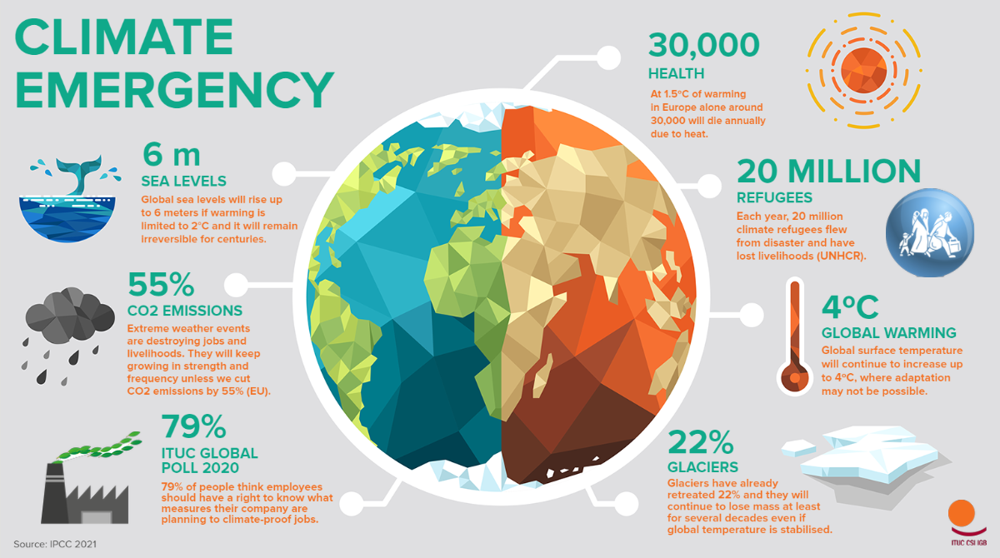 CLIMATE
EMERGENCY
6 m
SEA LEVELS
Global sea levels will rise up
to 6 meters if warming is
limited to 2°C and it will remain
irreversible for centuries.
55%
CO2 EMISSIONS
Extreme weather events
are destroying jobs and
livelihoods. They will keep
growing in strength and
frequency unless we cut
CO2 emissions by 55% (EU).
79%
ITUC GLOBAL
POLL 2020
79% of people think employees
should have a right to know what
measures their company are
planning to climate-proof jobs.
Source: IPCC 2021
30,000
HEALTH
At 1.5°C of warming
in Europe alone around
30,000 will die annually
due to heat.
20 MILLION
REFUGEES
Each year, 20 million
climate refugees flew
from disaster and have
lost livelihoods (UNHCR).
4ºC
GLOBAL WARMING
Global surface temperature
will continue to increase up
to 4ºC, where adaptation
may not be possible.
22%
GLACIERS
Glaciers have already
retreated 22% and they will
continue to lose mass at least
for several decades even if
global temperature is stabilised.
ITUC CSI IGB